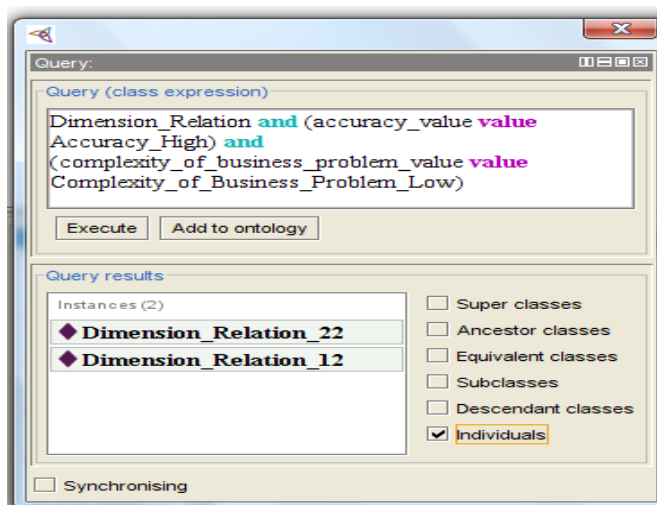 Query:
Query (class expression)
Dimension_Relation and (accuracy_value value
Accuracy_High) and
(complexity_of_business_problem_value value
Complexity_of_Business_Problem_Low)
Execute
Add to ontology
Query results
Instances (2)
Dimension_Relation_22
Dimension_Relation_12
Super classes
Ancestor classes
Equivalent classes
Subclasses
Descendant classes
Individuals
Synchronising